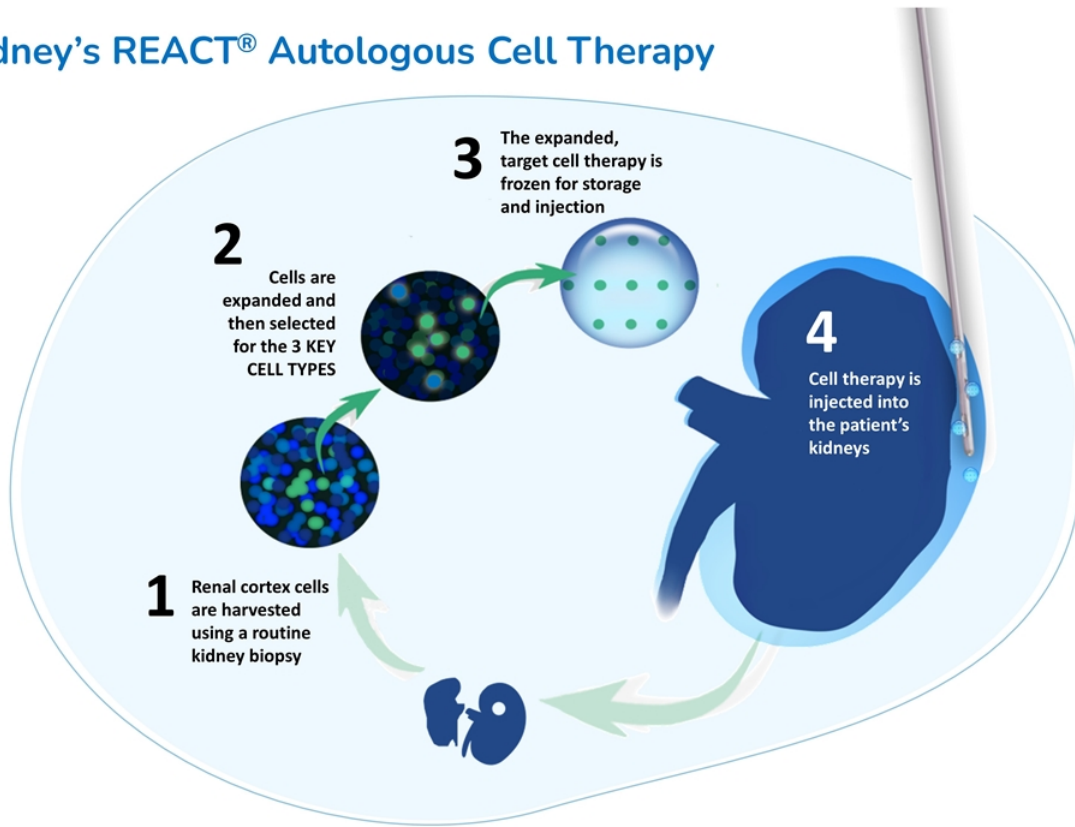 Kidney’s REACT® Autologous Cell Therapy
3
The expanded,
target cell therapy is
frozen for storage
and injection
2
Cells are
expanded and
then selected
for the 3 KEY
CELL TYPES
4
Cell therapy is
injected into
the patient’s
kidneys
1
Renal cortex cells
are harvested
using a routine
kidney biopsy